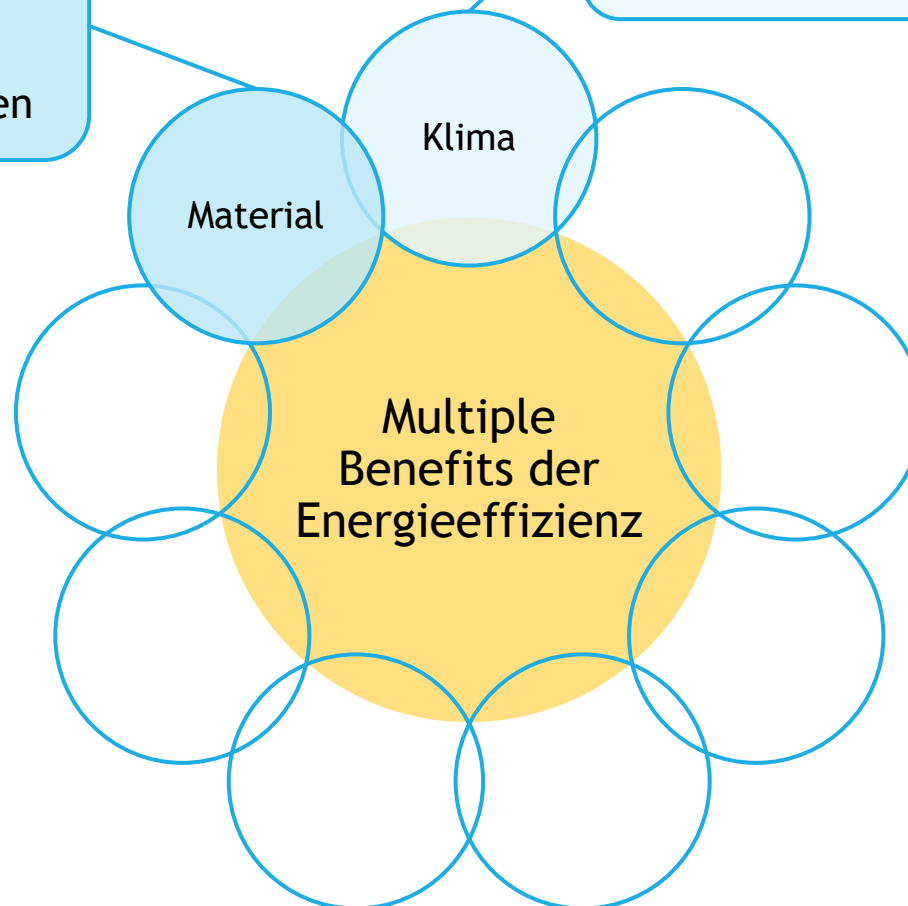 en
Klima
Material
Multiple
Benefits der
Energieeffizienz